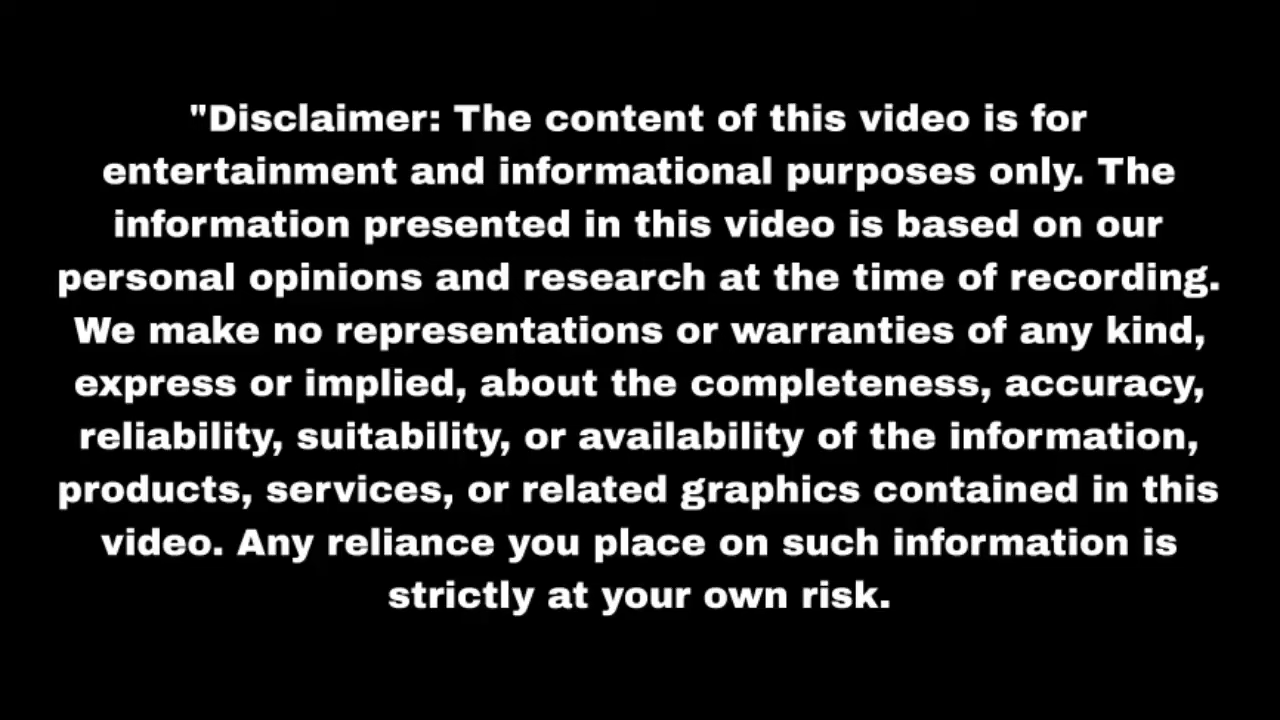 "Disclaimer: The content of this video is for
entertainment and informational purposes only. The
information presented in this video is based on our
personal opinions and research at the time of recording.
We make no representations or warranties of any kind,
express or implied, about the completeness, accuracy,
reliability, suitability, or availability of the information,
products, services, or related graphics contained in this
video. Any reliance you place on such information is
strictly at your own risk.